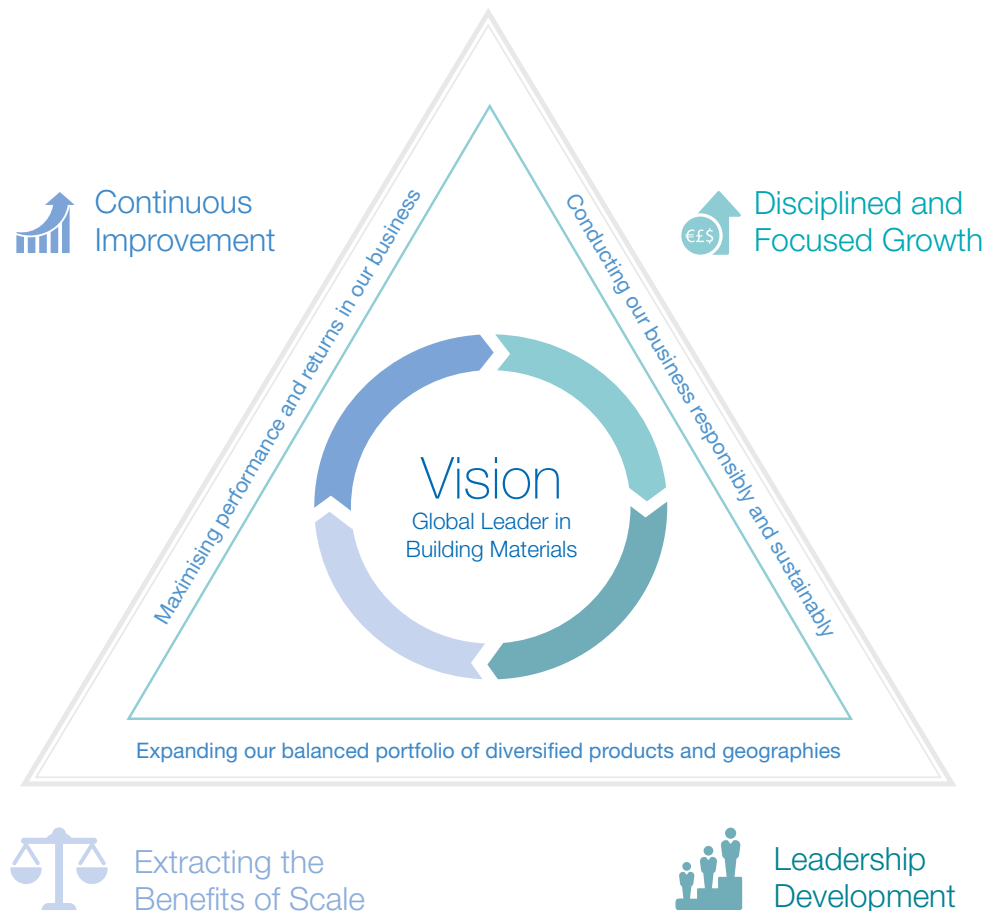 Continuous
Improvement
Disciplined and
Focused Growth
€£$
Maximising performance and returns in our business
Conducting our business responsibly and sustainably
Vision
Global Leader in
Building Materials
Expanding our balanced portfolio of diversified products and geographies
Extracting the
Benefits of Scale
Leadership
Development